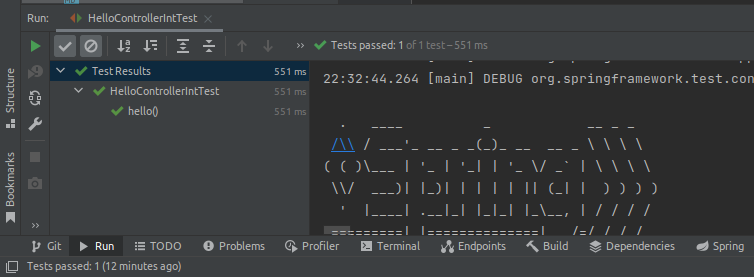 Run: HelloControllerIntTest
Tests passed: 1 of 1 test – 551 ms
Test Results 551 ms
HelloControllerIntTest 551 ms
hello() 551 ms
22:32:44.264 [main] DEBUG org.springframework.test.con
  .   ____          _            __ _ _
 /\\ / ___'_ __ _ _(_)_ __  __ _ \ \ \ \
( ( )\___ | '_ | '_| | '_ \/ _` | \ \ \ \
 \\/  ___)| |_)| | | | | || (_| |  ) ) ) )
  '  |____| .__|_| |_|_| |_\__, | / / / /
 =========|_|==============|___/=/_/_/_/
Structure
Bookmarks
Git Run TODO Problems Profiler Terminal Endpoints Build Dependencies Spring
Tests passed: 1 (12 minutes ago)